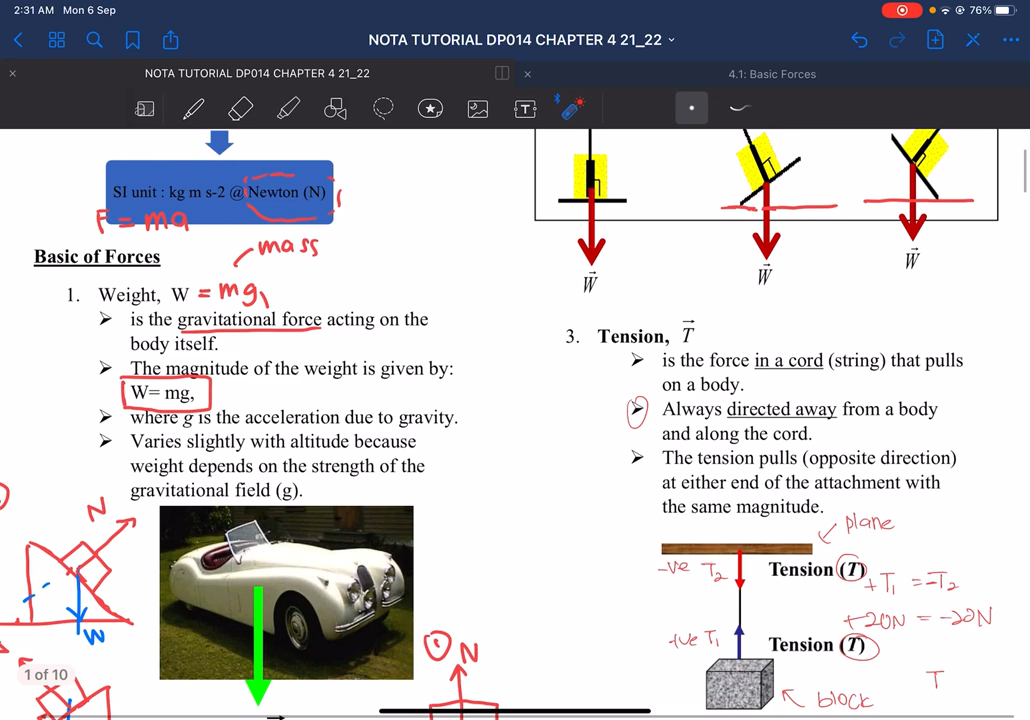 2:31 AM Mon 6 Sep
76%
NOTA TUTORIAL DP014 CHAPTER 4 21_22
NOTA TUTORIAL DP014 CHAPTER 4 21_22
4.1: Basic Forces
SI unit : kg m s-2 @ Newton (N)
F = ma
mass
Basic of Forces
1. Weight, W = mg
➢ is the gravitational force acting on the
body itself.
➢ The magnitude of the weight is given by:
W= mg,
➢ where g is the acceleration due to gravity.
➢ Varies slightly with altitude because
weight depends on the strength of the
gravitational field (g).
N
W
N
1 of 10
W
W
W
3. Tension, T
➢ is the force in a cord (string) that pulls
on a body.
➢ Always directed away from a body
and along the cord.
➢ The tension pulls (opposite direction)
at either end of the attachment with
the same magnitude.
plane
-ve T2
Tension (T)
+T1 = -T2
+20N = -20N
+ve T1
Tension (T)
T
block